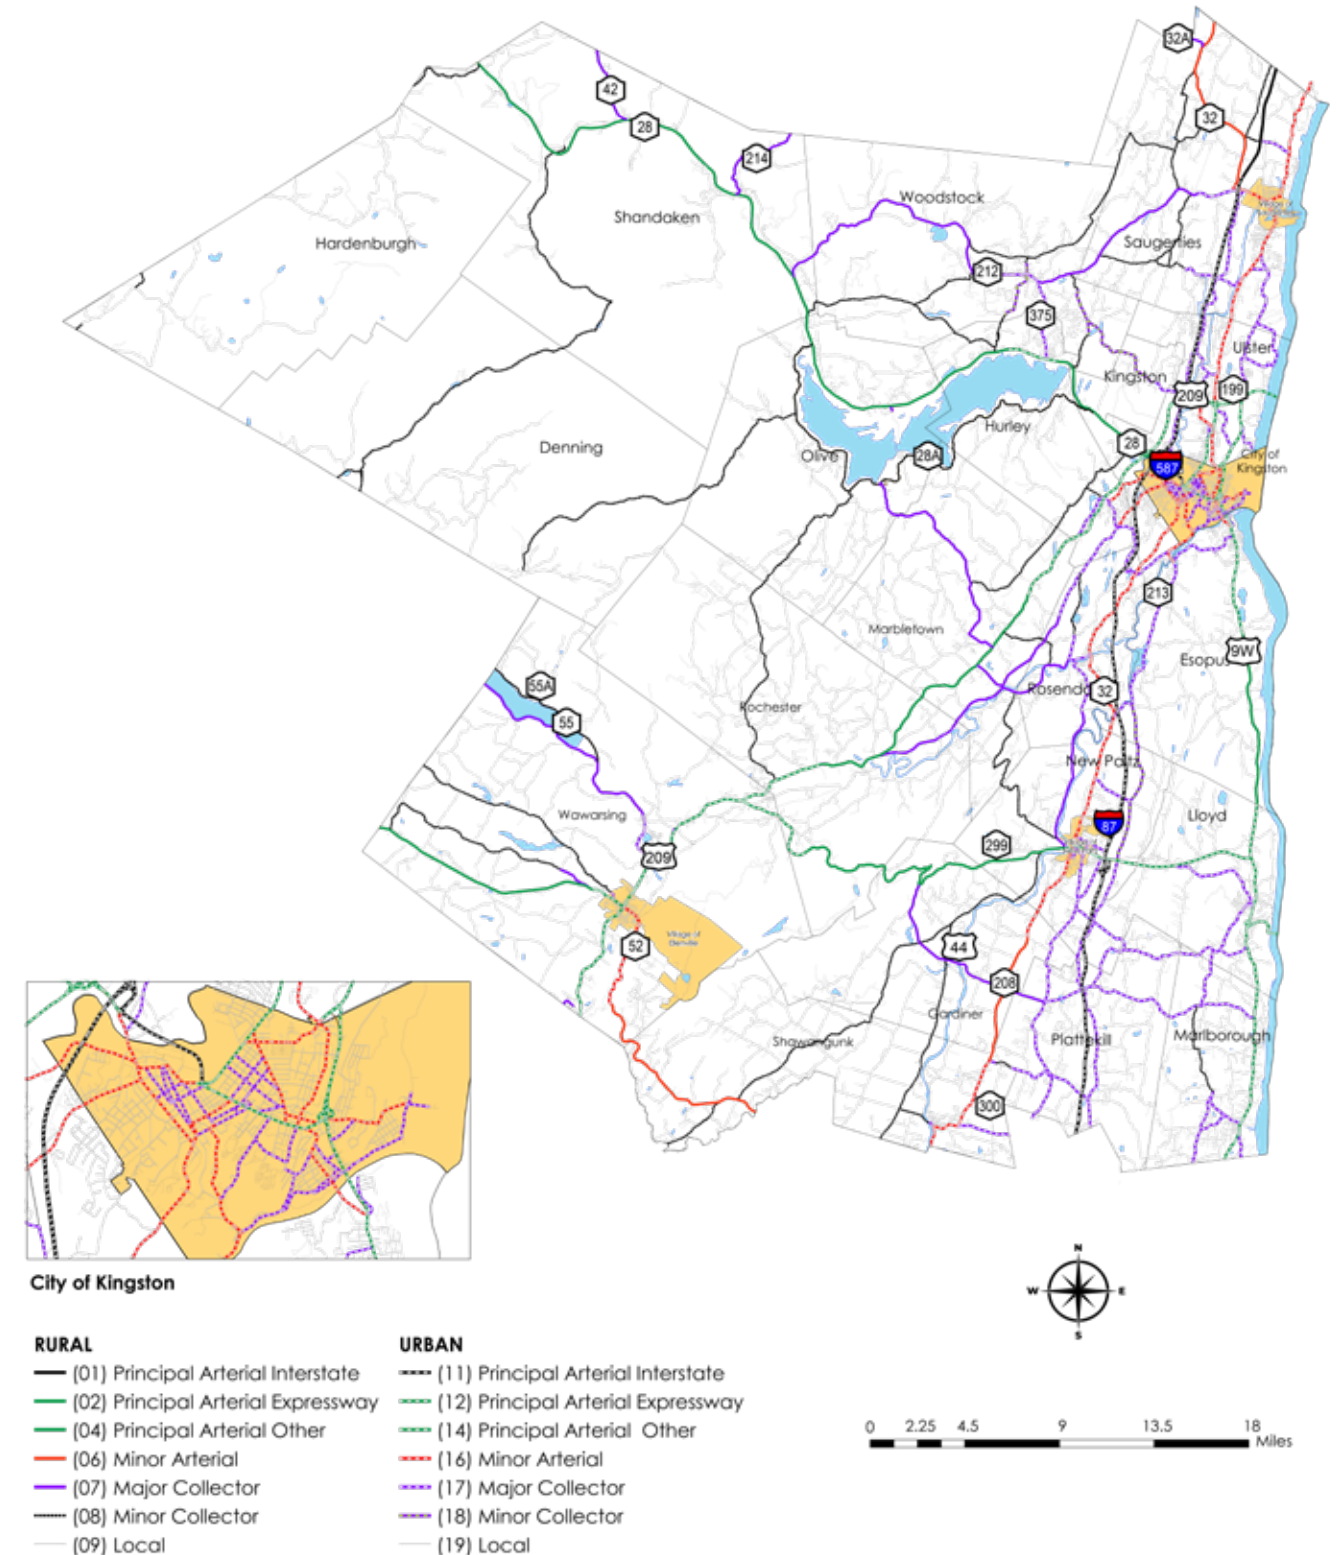 32A
42
28
32
214
Woodstock
Shandaken
Hardenburgh
Saugerties
212
375
Ulster
Kingston
209
199
Denning
Hurley
28
Olive
28A
City of
Kingston
587
213
Marbletown
Esopus
9W
55A
Rosendale
32
55
Rochester
New Paltz
Wawarsing
Lloyd
87
299
209
Village of
Ellenville
52
44
208
Gardiner
Shawangunk
Plattekill
Marlborough
300
City of Kingston
N
W E
S
RURAL
(01) Principal Arterial Interstate
(02) Principal Arterial Expressway
(04) Principal Arterial Other
(06) Minor Arterial
(07) Major Collector
(08) Minor Collector
(09) Local
URBAN
(11) Principal Arterial Interstate
(12) Principal Arterial Expressway
(14) Principal Arterial Other
(16) Minor Arterial
(17) Major Collector
(18) Minor Collector
(19) Local
0 2.25 4.5 9 13.5 18
Miles